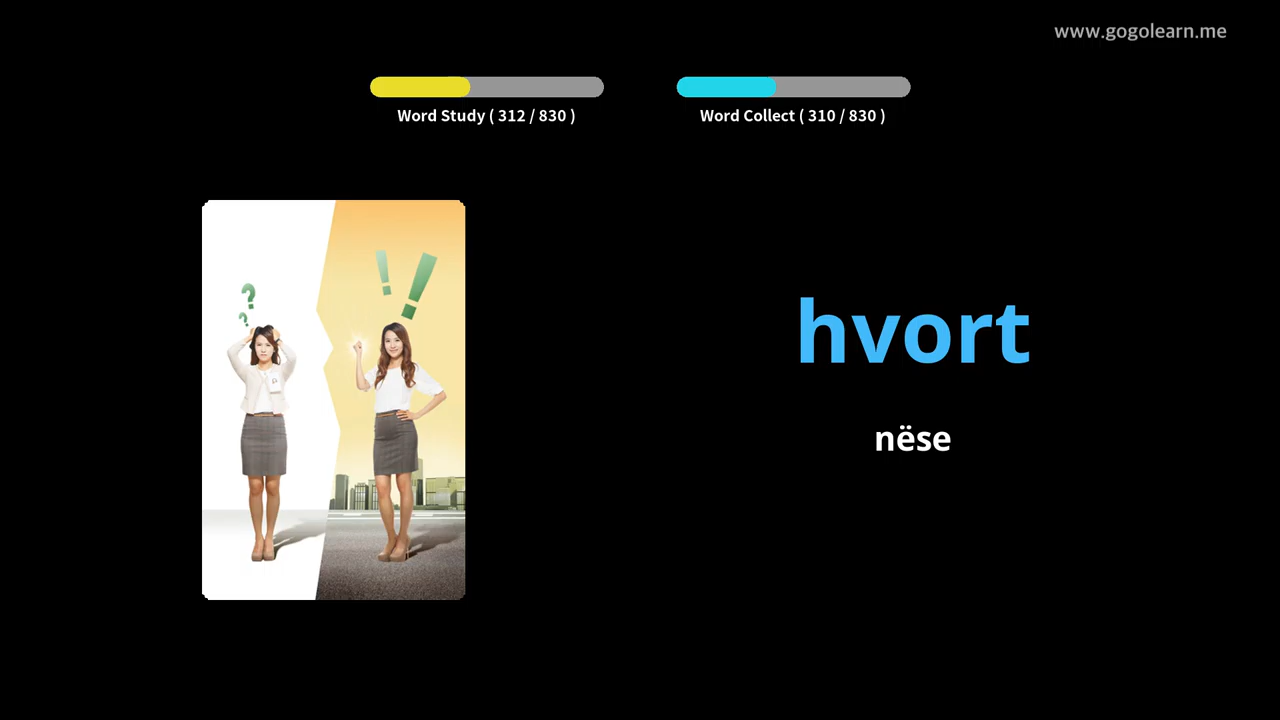 www.gogolearn.me
Word Study ( 312 / 830 )
Word Collect ( 310 / 830 )
? ?
! !
hvort
nëse